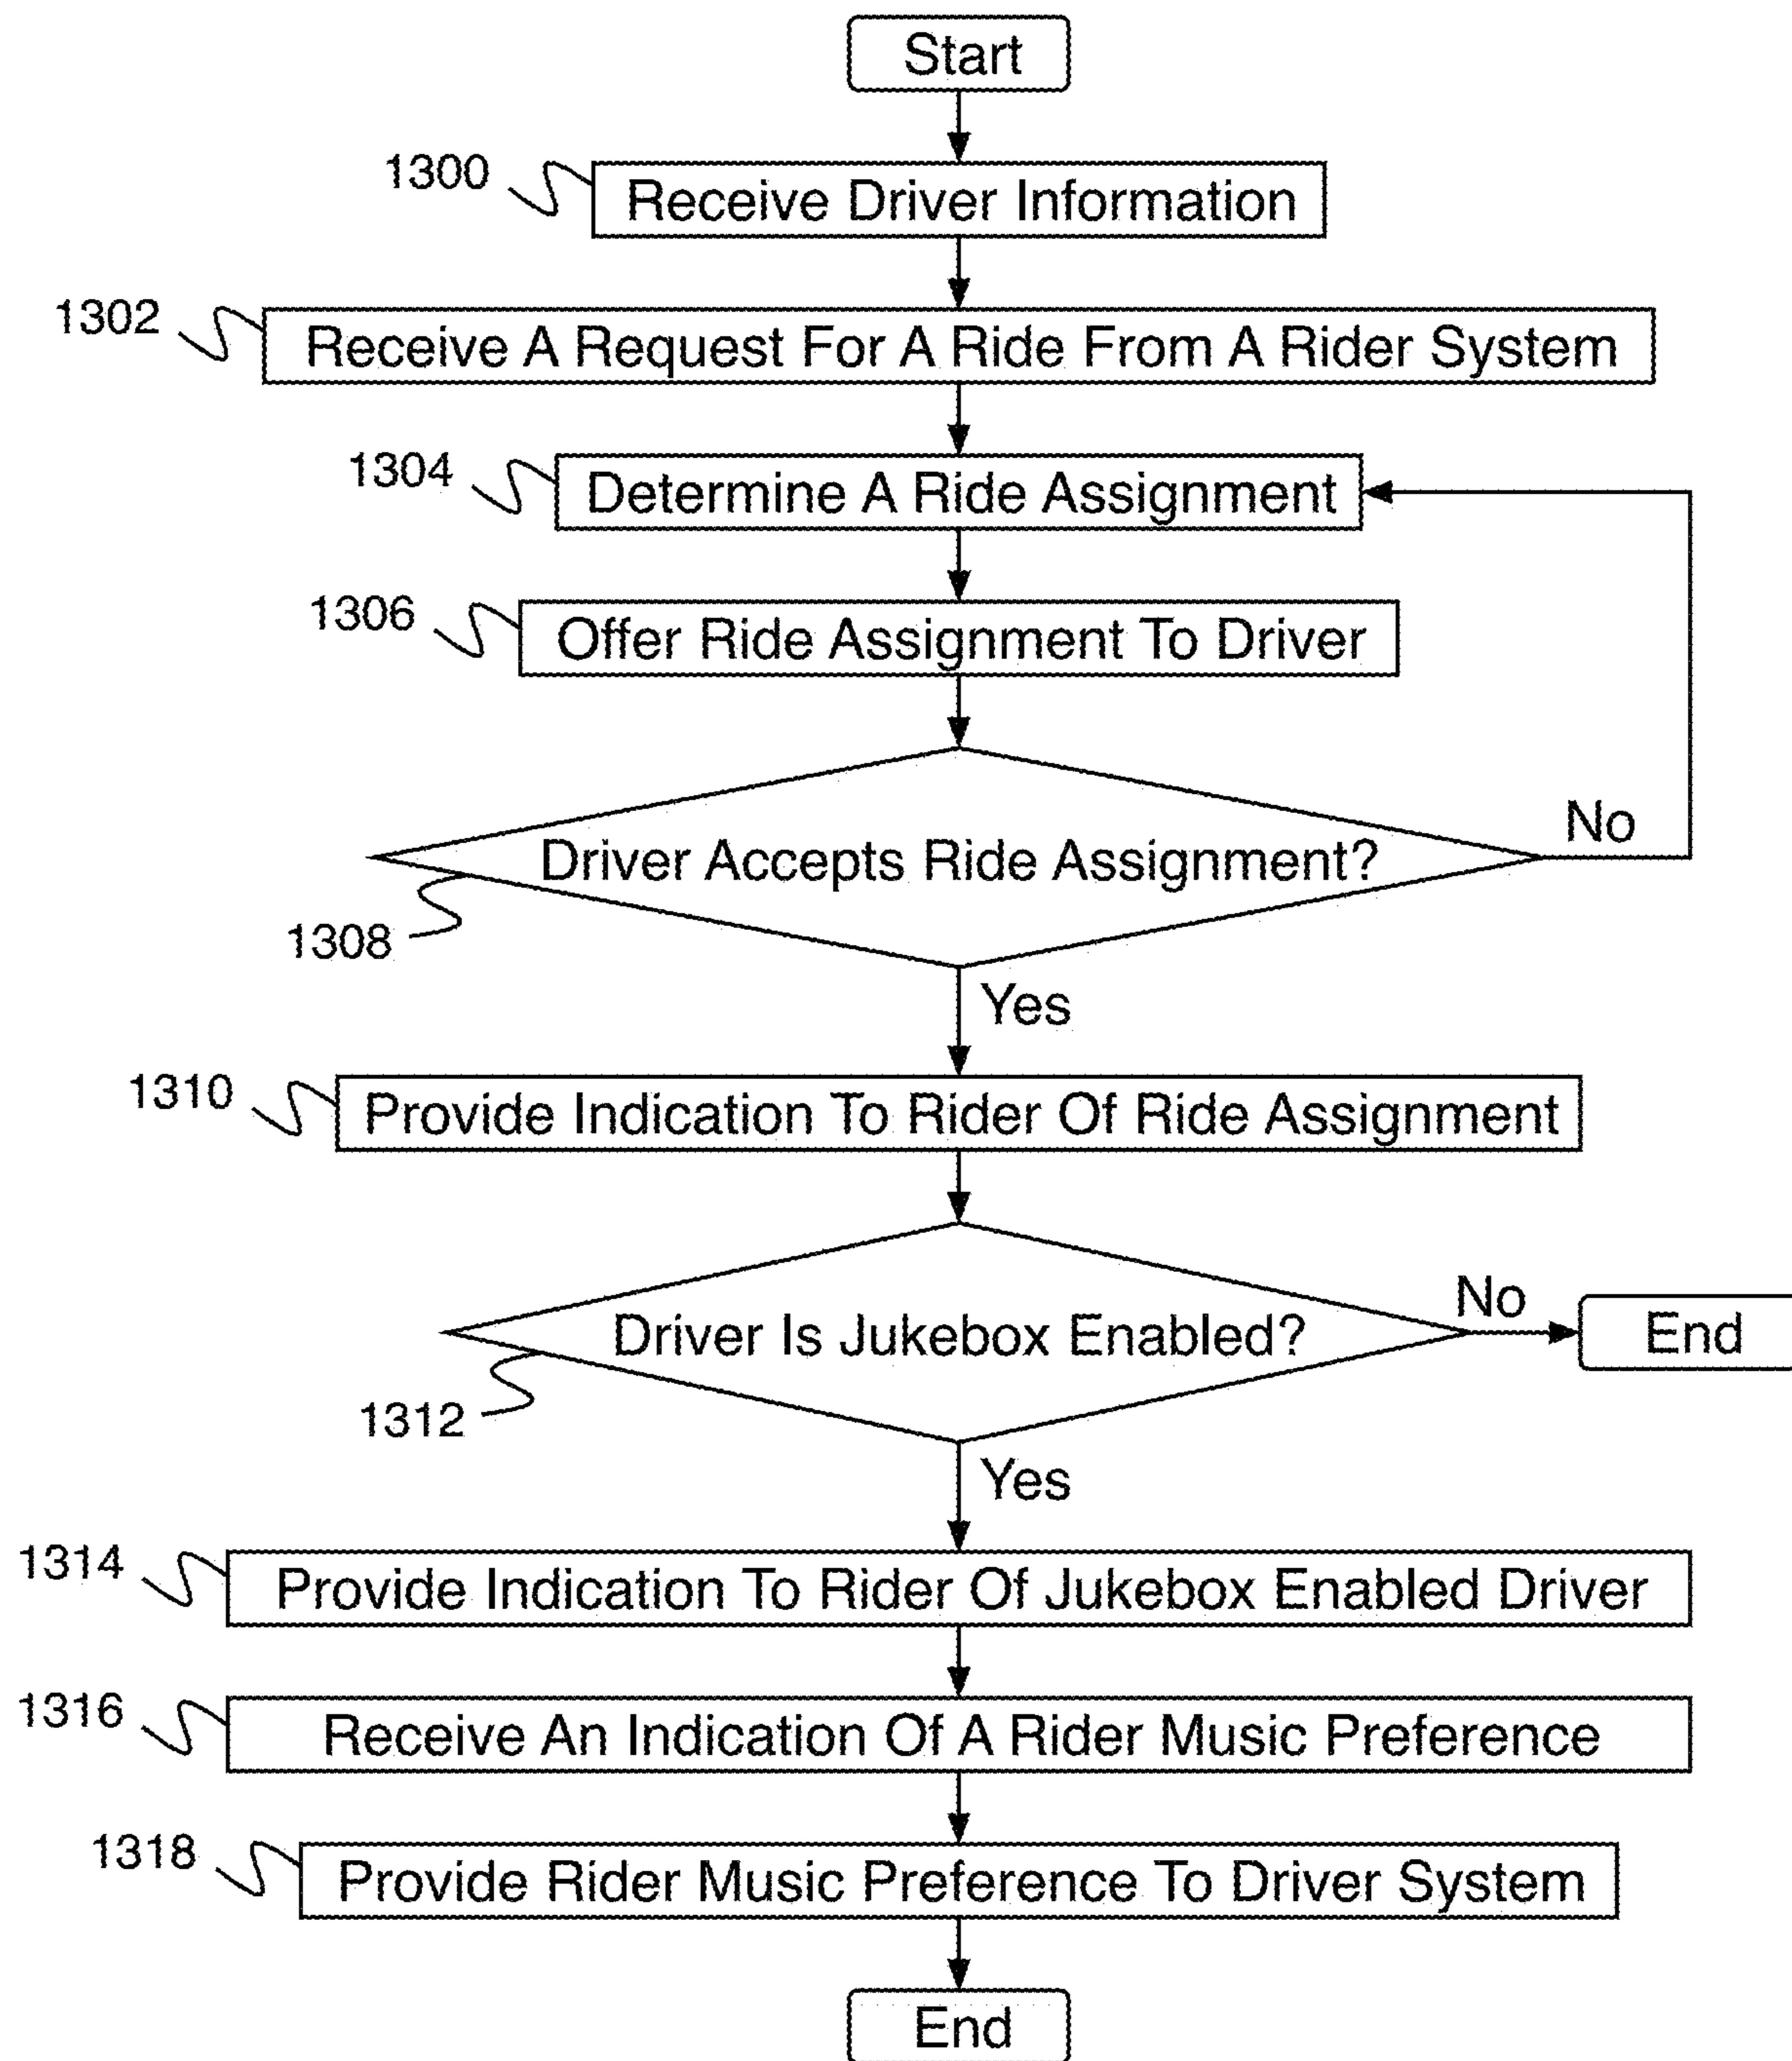 Start
1300
Receive Driver Information
1302
Receive A Request For A Ride From A Rider System
1304
Determine A Ride Assignment
1306
Offer Ride Assignment To Driver
Driver Accepts Ride Assignment?
No
1308
Yes
1310
Provide Indication To Rider Of Ride Assignment
Driver Is Jukebox Enabled?
No
End
1312
Yes
1314
Provide Indication To Rider Of Jukebox Enabled Driver
1316
Receive An Indication Of A Rider Music Preference
1318
Provide Rider Music Preference To Driver System
End